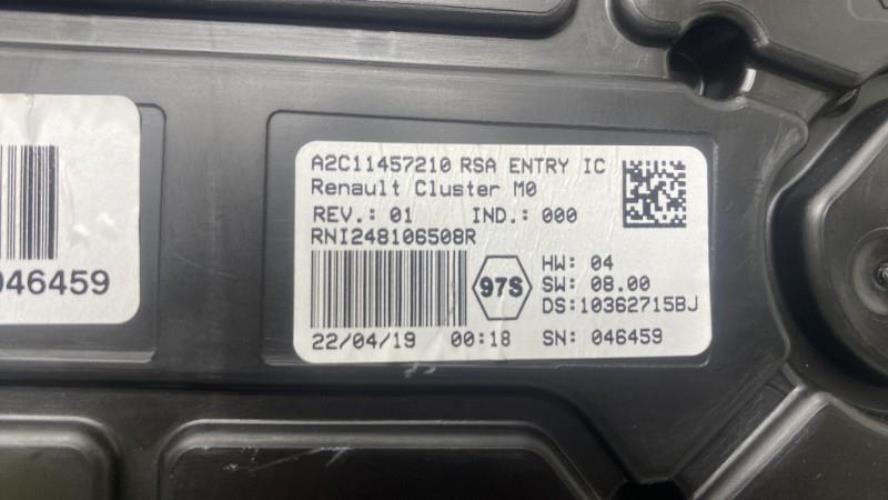 A2C11457210 RSA ENTRY IC
Renault Cluster M0
REV.: 01 IND.: 000
RNI248106508R
97S
HW: 04
SW: 08.00
DS:10362715BJ
22/04/19 00:18 SN: 046459
046459